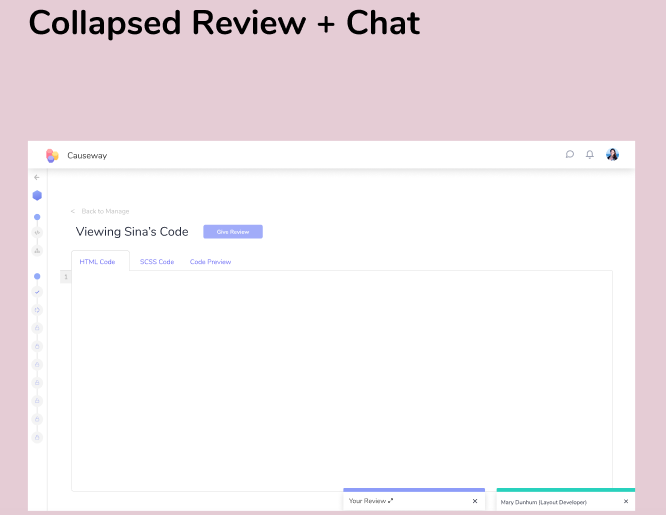 Collapsed Review + Chat
Causeway
< Back to Manage
Viewing Sina's Code
Give Review
HTML Code
SCSS Code
Code Preview
1
Your Review
Mary Dunhum (Layout Developer)